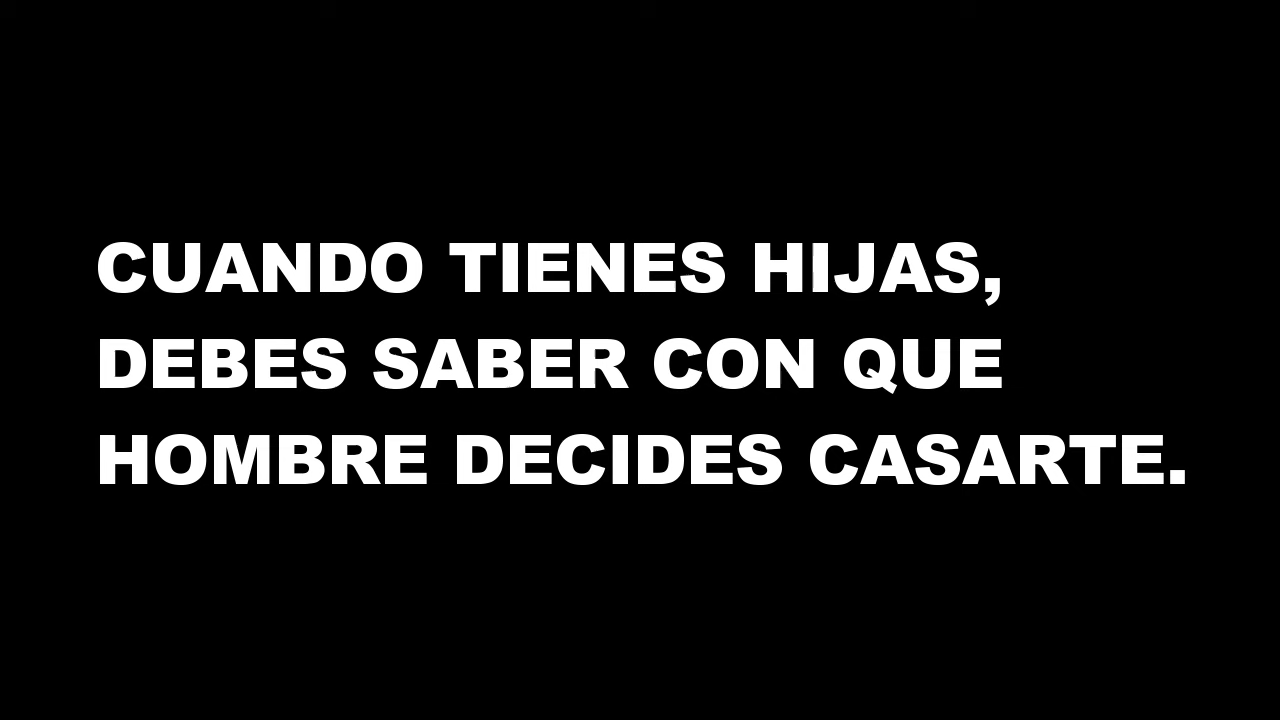 CUANDO TIENES HIJAS,
DEBES SABER CON QUE
HOMBRE DECIDES CASARTE.